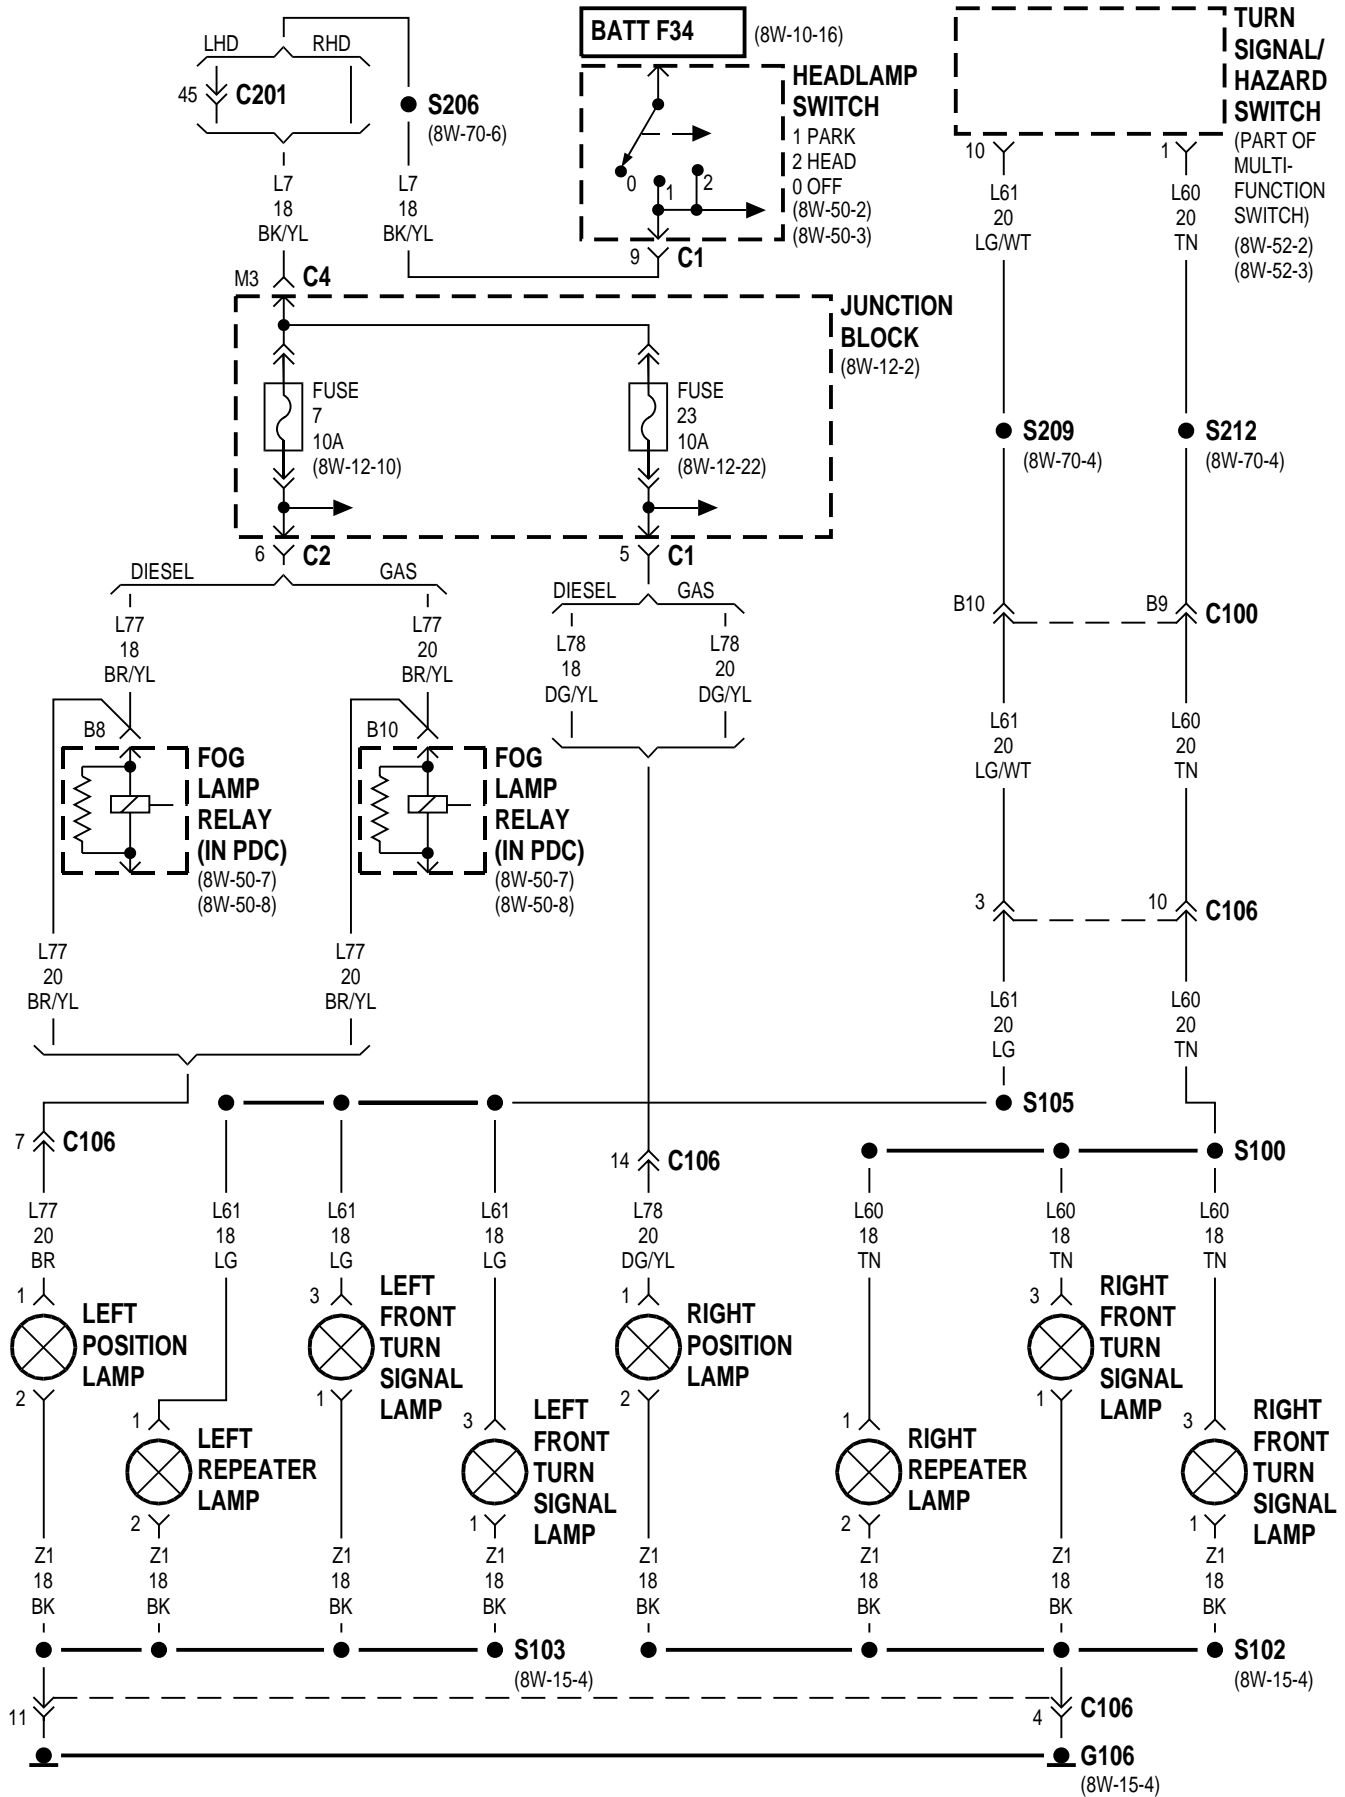 LHD
RHD
45
C201
S206
(8W-70-6)
L7
18
BK/YL
L7
18
BK/YL
M3
C4
BATT F34
(8W-10-16)
HEADLAMP
SWITCH
1 PARK
2 HEAD
0 OFF
(8W-50-2)
(8W-50-3)
0
1
2
9
C1
TURN
SIGNAL/
HAZARD
SWITCH
(PART OF
MULTI-
FUNCTION
SWITCH)
(8W-52-2)
(8W-52-3)
10
1
L61
20
LG/WT
L60
20
TN
JUNCTION
BLOCK
(8W-12-2)
FUSE
7
10A
(8W-12-10)
FUSE
23
10A
(8W-12-22)
S209
(8W-70-4)
S212
(8W-70-4)
6
C2
5
C1
DIESEL
GAS
DIESEL
GAS
L77
18
BR/YL
L77
20
BR/YL
L78
18
DG/YL
L78
20
DG/YL
B10
B9
C100
B8
FOG
LAMP
RELAY
(IN PDC)
(8W-50-7)
(8W-50-8)
B10
FOG
LAMP
RELAY
(IN PDC)
(8W-50-7)
(8W-50-8)
L61
20
LG/WT
L60
20
TN
3
10
C106
L77
20
BR/YL
L77
20
BR/YL
L61
20
LG
L60
20
TN
S105
7
C106
14
C106
S100
L77
20
BR
L61
18
LG
L61
18
LG
L61
18
LG
L78
20
DG/YL
L60
18
TN
L60
18
TN
L60
18
TN
1
LEFT
POSITION
LAMP
2
1
LEFT
REPEATER
LAMP
2
3
LEFT
FRONT
TURN
SIGNAL
LAMP
1
3
LEFT
FRONT
TURN
SIGNAL
LAMP
1
1
RIGHT
POSITION
LAMP
2
1
RIGHT
REPEATER
LAMP
2
3
RIGHT
FRONT
TURN
SIGNAL
LAMP
1
3
RIGHT
FRONT
TURN
SIGNAL
LAMP
1
Z1
18
BK
Z1
18
BK
Z1
18
BK
Z1
18
BK
Z1
18
BK
Z1
18
BK
Z1
18
BK
Z1
18
BK
S103
(8W-15-4)
S102
(8W-15-4)
11
4
C106
G106
(8W-15-4)